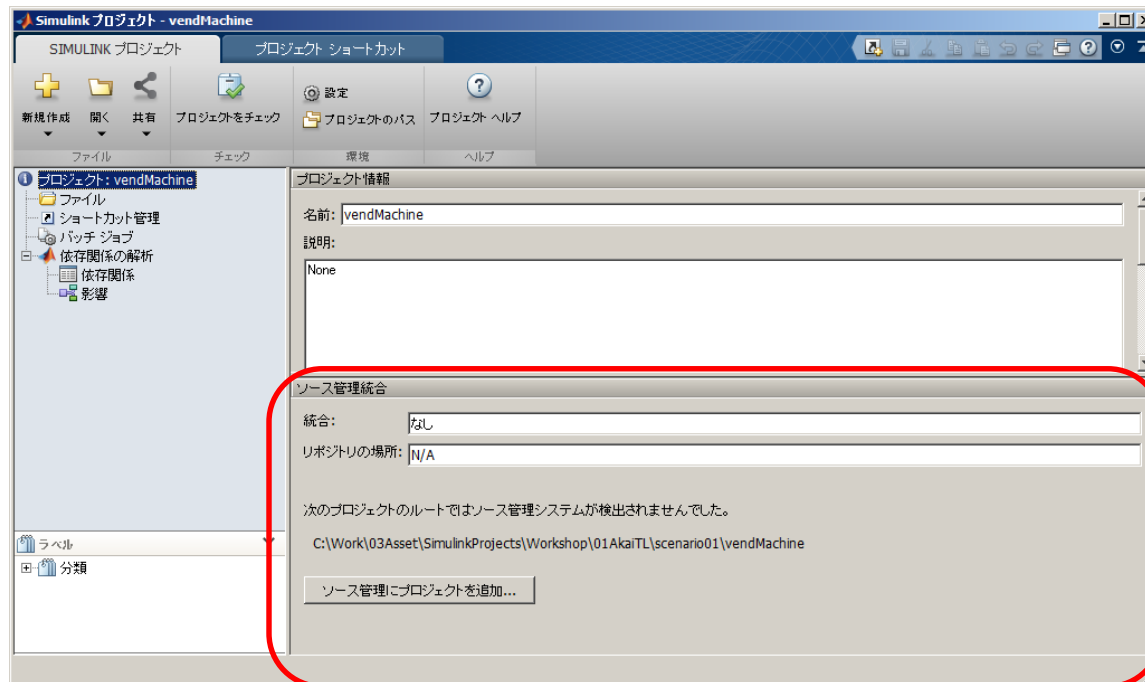 Simulink プロジェクト - vendMachine
SIMULINK プロジェクト
プロジェクト ショートカット
新規作成
開く
共有
プロジェクトをチェック
設定
プロジェクトのパス
プロジェクト ヘルプ
ファイル
チェック
環境
ヘルプ
プロジェクト: vendMachine
ファイル
ショートカット管理
バッチ ジョブ
依存関係の解析
依存関係
影響
プロジェクト情報
名前: vendMachine
説明:
None
ソース管理統合
統合: なし
リポジトリの場所: N/A
次のプロジェクトのルートではソース管理システムが検出されませんでした。
C:\Work\03Asset\SimulinkProjects\Workshop\01AkaiTL\scenario01\vendMachine
ソース管理にプロジェクトを追加...
ラベル
分類